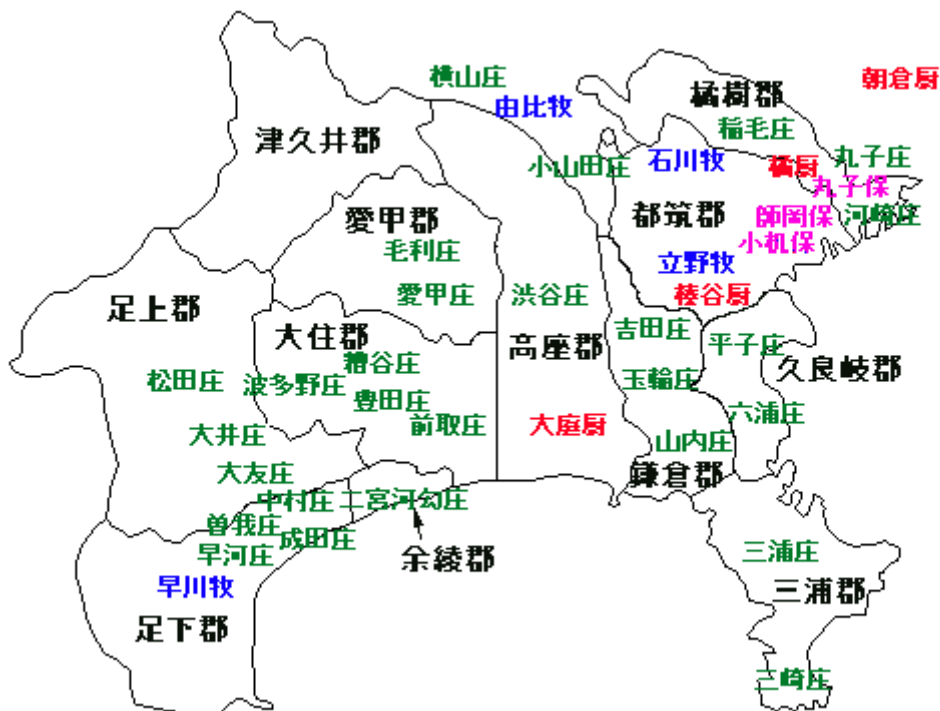 横山庄
朝倉厨
由比牧
橘樹郡
稲毛庄
津久井郡
小山田庄
石川牧
橘厨
丸子庄
丸子保
愛甲郡
都筑郡
師岡保
河崎庄
小机保
毛利庄
立野牧
愛甲庄
渋谷庄
榛谷厨
足上郡
大住郡
高座郡
吉田庄
平子庄
久良岐郡
糟谷庄
松田庄
波多野庄
玉輪庄
豊田庄
六浦庄
前取庄
大庭厨
大井庄
山内庄
大友庄
鎌倉郡
中村庄
二宮河勾庄
曽我庄
成田庄
早河庄
余綾郡
三浦庄
早川牧
三浦郡
足下郡
三崎庄